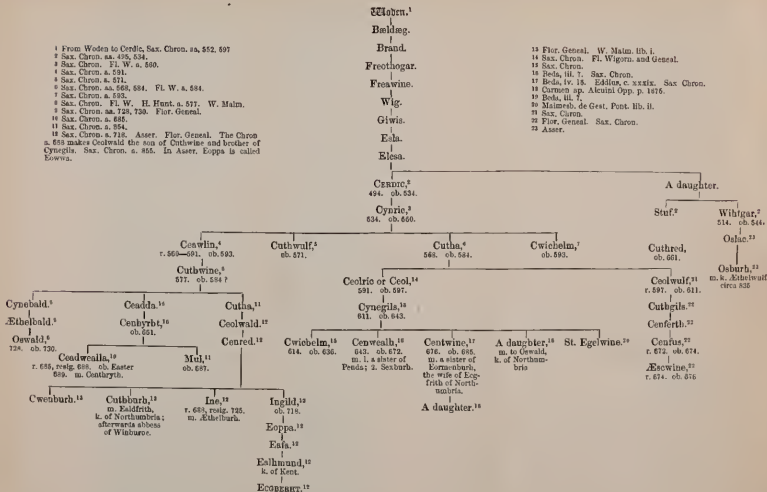 Woden.¹
Bældæg.
Brand.
Freothogar.
Freawine.
Wig.
Giwis.
Esla.
Elesa.
1 From Woden to Cerdic, Sax. Chron. aa, 552, 597
2 Sax. Chron. aa. 495, 534.
3 Sax. Chron. Fl. W. a. 560.
4 Sax. Chron. a. 591.
5 Sax. Chron. a. 571.
6 Sax. Chron. aa. 568, 584. Fl. W. a. 584.
7 Sax. Chron. a. 593.
8 Sax. Chron. Fl. W. H. Hunt. a. 577. W. Malm.
9 Sax. Chron. aa. 728, 730. Flor. Geneal.
10 Sax. Chron. a. 685.
11 Sax. Chron. a. 854.
12 Sax. Chron. a. 718. Asser. Flor. Geneal. The Chron
a. 688 makes Ceolwald the son of Cuthwine and brother of
Cynegils. Sax. Chron. a. 855. In Asser, Eoppa is called
Eowwa.
13 Flor. Geneal. W. Malm. lib. i.
14 Sax. Chron. Fl. Wigorn. and Geneal.
15 Sax. Chron.
16 Beda, iii. 7. Sax. Chron.
17 Beda, iv. 16. Eddius, c. xxxix. Sax Chron.
18 Carmen ap. Alcuini Opp. p. 1675.
19 Beda, iii. 7.
20 Malmesb. de Gest. Pont. lib. ii.
21 Sax. Chron.
22 Flor. Geneal. Sax. Chron.
23 Asser.
CERDIC,²
494. ob. 534.
A daughter.
Cynric,³
534. ob. 560.
Stuf.²
Wihtgar,²
514. ob. 544.
Ceawlin,⁴
r. 560—591. ob. 593.
Cuthwulf,⁵
ob. 571.
Cutha,⁶
568. ob. 584.
Cwichelm,⁷
ob. 593.
Cuthred,
ob. 661.
Oslac.²³
Osburh,²³
m. k. Æthelwulf
circa 835
Cuthwine,⁸
577. ob. 584 ?
Ceolric or Ceol,¹⁴
591. ob. 597.
Ceolwulf,²¹
r. 597. ob. 611.
Cynebald.⁹
Ceadda.¹⁰
Cutha,¹¹
Cynegils,¹⁵
611. ob. 643.
Cuthgils.²²
Æthelbald.⁹
Cenbyrht,¹⁰
ob. 661.
Ceolwald.¹²
Cenferth.²²
Oswald,⁹
728. ob. 730.
Cenred.¹²
Cwichelm,¹⁵
614. ob. 636.
Cenwealh,¹⁶
643. ob. 672.
m. 1. a sister of
Penda; 2. Sexburh.
Centwine,¹⁷
676. ob. 685.
m. a sister of
Eormenburh,
the wife of Ecg-
frith of North-
umbria.
A daughter,¹⁹
m. to Oswald,
k. of Northum-
bria
St. Egelwine.²⁰
Cenfus,²²
r. 672. ob. 674.
Ceadwealla,¹⁰
r. 685, resig. 688. ob. Easter
689. m. Centhryth.
Mul,¹¹
ob. 687.
Æscwine,²²
r. 674. ob. 676
A daughter.¹⁸
Cwenburh.¹³
Cuthburh,¹³
m. Ealdfrith,
k. of Northumbria;
afterwards abbess
of Winburne.
Ine,¹²
r. 688, resig. 725.
m. Æthelburh.
Ingild,¹²
ob. 718.
Eoppa.¹²
Eafa.¹²
Ealhmund,¹²
k. of Kent.
ECGBERHT.¹²